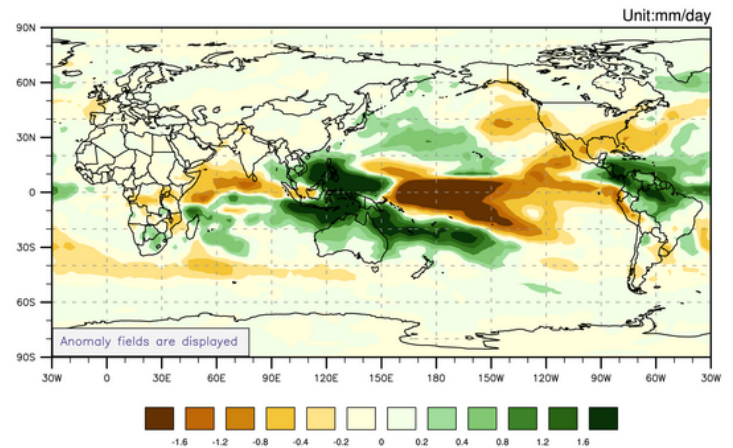 Unit:mm/day
90N
60N
30N
0
30S
60S
90S
Anomaly fields are displayed
30W 0 30E 60E 90E 120E 150E 180 150W 120W 90W 60W 30W
-1.6 -1.2 -0.8 -0.4 -0.2 0 0.2 0.4 0.8 1.2 1.6